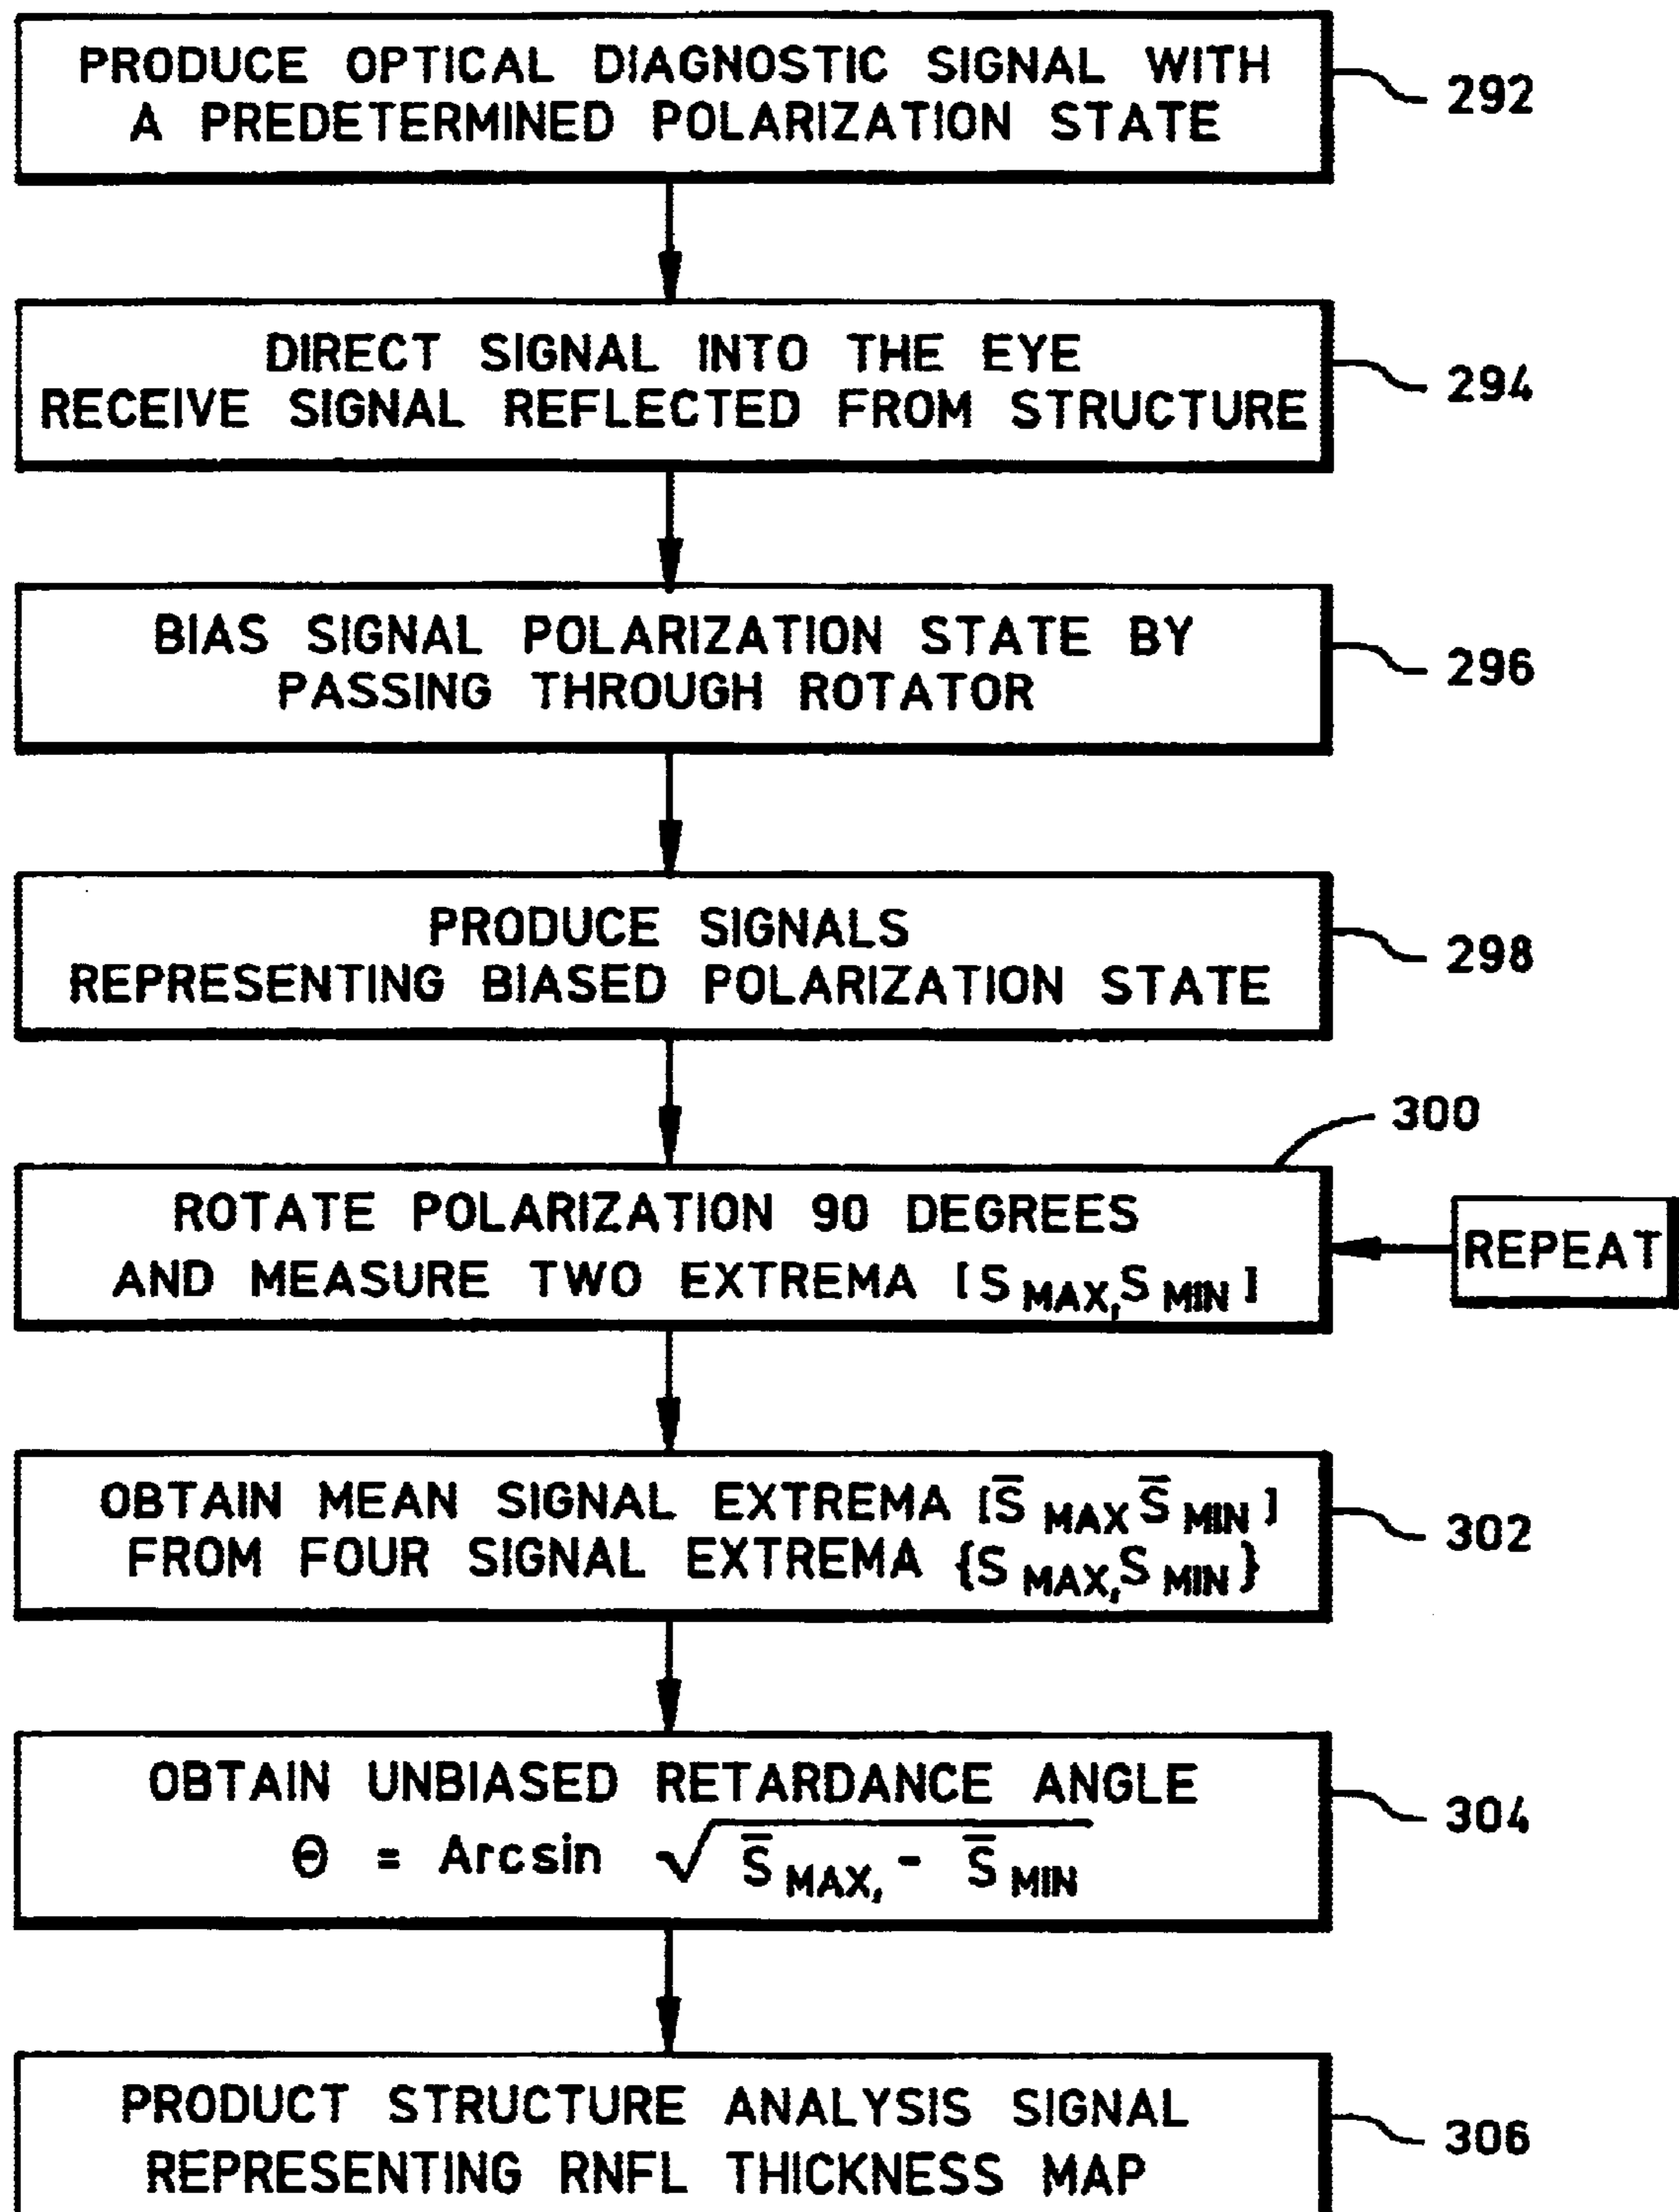 PRODUCE OPTICAL DIAGNOSTIC SIGNAL WITH
A PREDETERMINED POLARIZATION STATE
292
DIRECT SIGNAL INTO THE EYE
RECEIVE SIGNAL REFLECTED FROM STRUCTURE
294
BIAS SIGNAL POLARIZATION STATE BY
PASSING THROUGH ROTATOR
296
PRODUCE SIGNALS
REPRESENTING BIASED POLARIZATION STATE
298
300
ROTATE POLARIZATION 90 DEGREES
AND MEASURE TWO EXTREMA [S MAX, S MIN]
REPEAT
OBTAIN MEAN SIGNAL EXTREMA [S̄ MAX S̄ MIN]
FROM FOUR SIGNAL EXTREMA {S MAX, S MIN}
302
OBTAIN UNBIASED RETARDANCE ANGLE
Θ = Arcsin √ S̄ MAX, - S̄ MIN
304
PRODUCT STRUCTURE ANALYSIS SIGNAL
REPRESENTING RNFL THICKNESS MAP
306